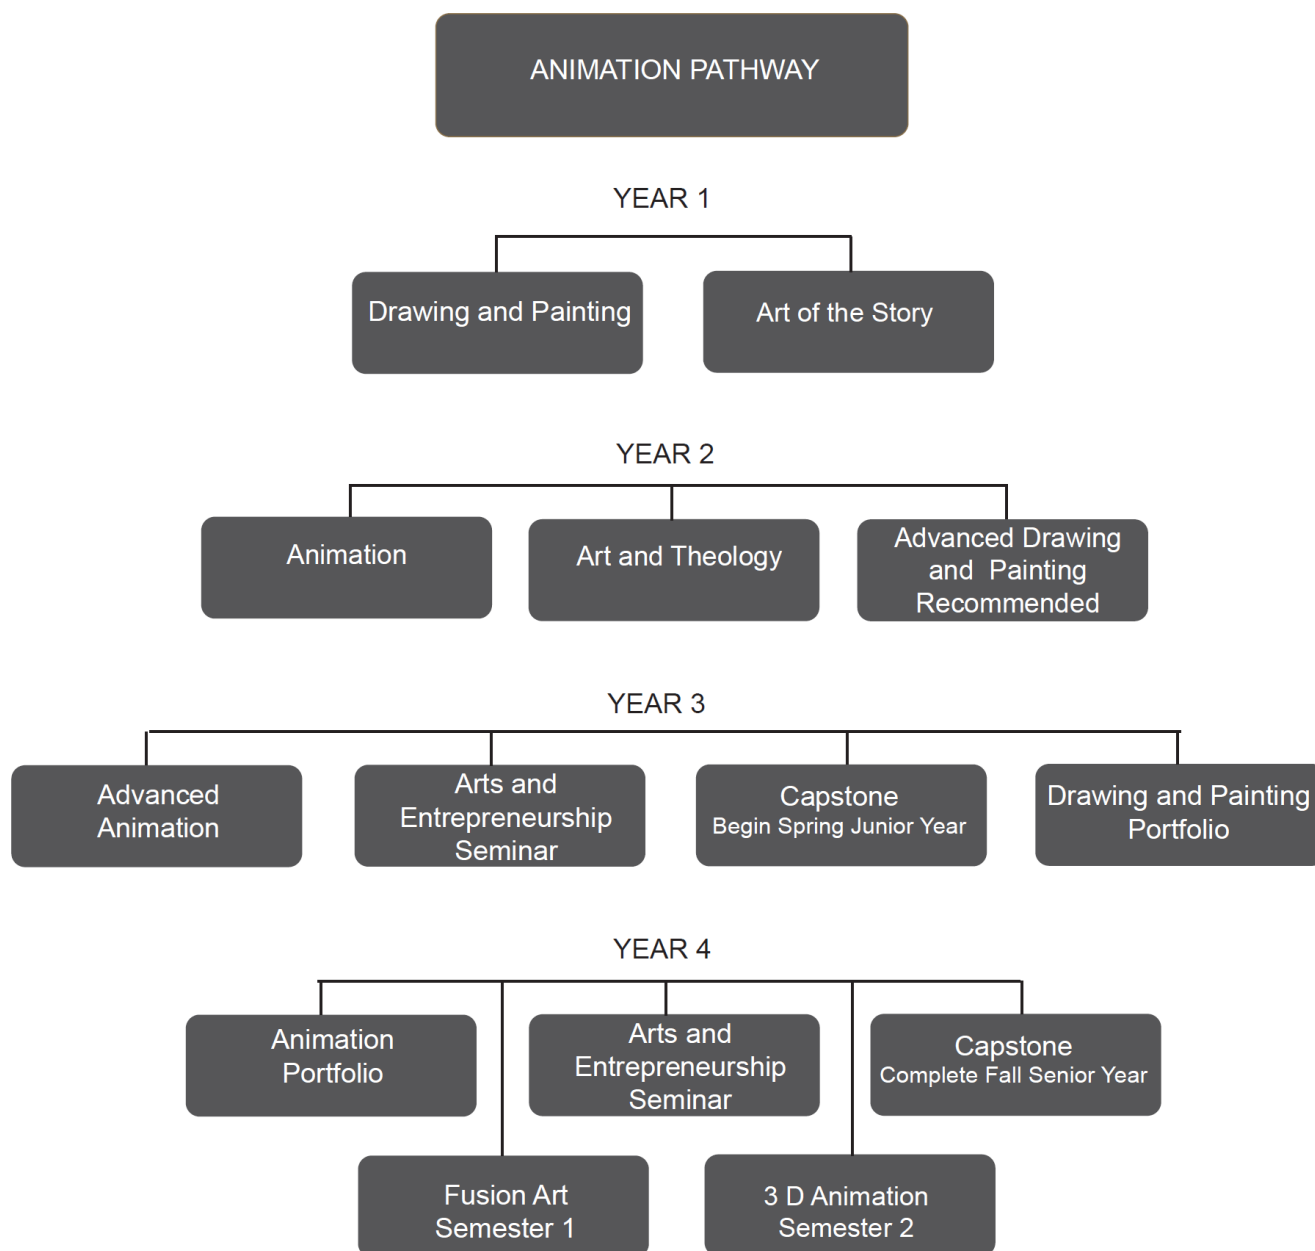 ANIMATION PATHWAY
YEAR 1
Drawing and Painting
Art of the Story
YEAR 2
Animation
Art and Theology
Advanced Drawing
and Painting
Recommended
YEAR 3
Advanced
Animation
Arts and
Entrepreneurship
Seminar
Capstone
Begin Spring Junior Year
Drawing and Painting
Portfolio
YEAR 4
Animation
Portfolio
Arts and
Entrepreneurship
Seminar
Capstone
Complete Fall Senior Year
Fusion Art
Semester 1
3 D Animation
Semester 2